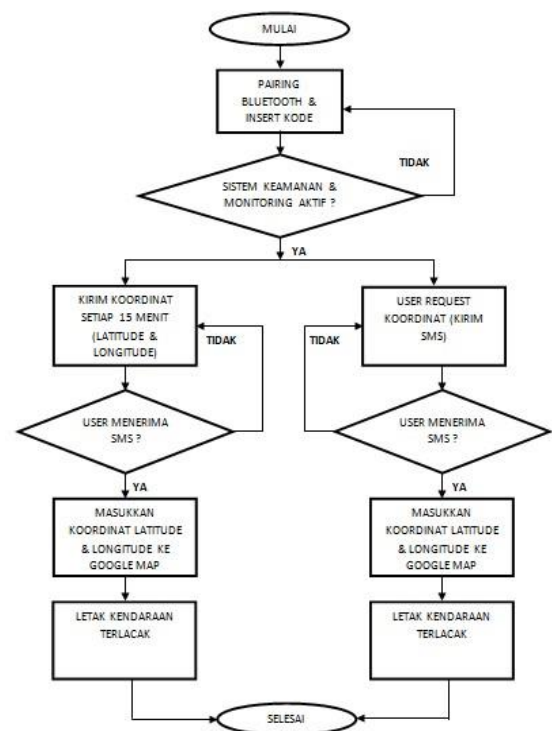 MULAI
PAIRING
BLUETOOTH &
INSERT KODE
TIDAK
SISTEM KEAMANAN &
MONITORING AKTIF ?
YA
KIRIM KOORDINAT
SETIAP 15 MENIT
(LATITUDE &
LONGITUDE)
TIDAK
USER MENERIMA
SMS ?
YA
MASUKKAN
KOORDINAT LATITUDE
& LONGITUDE KE
GOOGLE MAP
LETAK KENDARAAN
TERLACAK
USER REQUEST
KOORDINAT (KIRIM
SMS)
TIDAK
USER MENERIMA
SMS ?
YA
MASUKKAN
KOORDINAT LATITUDE
& LONGITUDE KE
GOOGLE MAP
LETAK KENDARAAN
TERLACAK
SELESAI